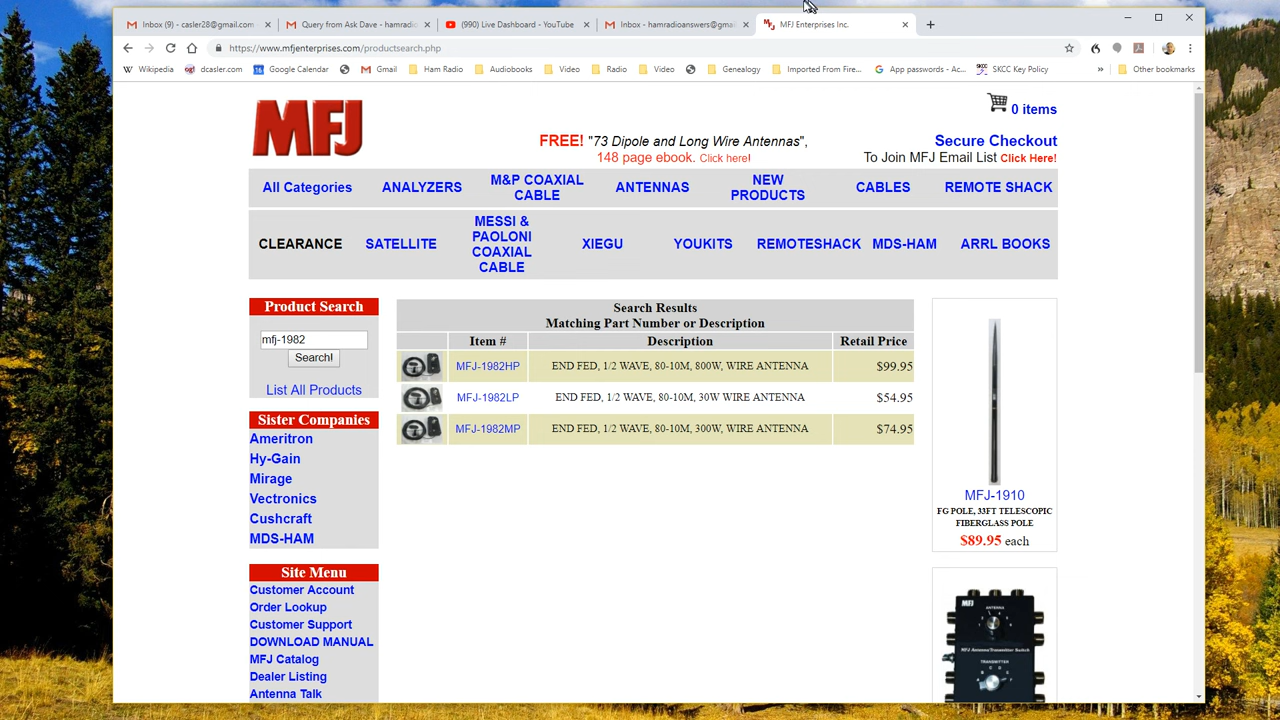 Inbox (9) - casler28@gmail.com
Query from Ask Dave - hamradio
(990) Live Dashboard - YouTube
Inbox - hamradioanswers@gmai
MFJ Enterprises Inc.
https://www.mfjenterprises.com/productsearch.php
Wikipedia
dcasler.com
Google Calendar
Gmail
Ham Radio
Audiobooks
Video
Radio
Video
Genealogy
Imported From Fire...
App passwords - Ac...
SKCC Key Policy
»
Other bookmarks
MFJ
FREE! "73 Dipole and Long Wire Antennas",
148 page ebook. Click here!
0 items
Secure Checkout
To Join MFJ Email List Click Here!
All Categories
ANALYZERS
M&P COAXIAL
CABLE
ANTENNAS
NEW
PRODUCTS
CABLES
REMOTE SHACK
CLEARANCE
SATELLITE
MESSI &
PAOLONI
COAXIAL
CABLE
XIEGU
YOUKITS
REMOTESHACK
MDS-HAM
ARRL BOOKS
Product Search
mfj-1982
Search!
List All Products
Sister Companies
Ameritron
Hy-Gain
Mirage
Vectronics
Cushcraft
MDS-HAM
Site Menu
Customer Account
Order Lookup
Customer Support
DOWNLOAD MANUAL
MFJ Catalog
Dealer Listing
Antenna Talk
Search Results
Matching Part Number or Description
Item # Description Retail Price
MFJ-1982HP END FED, 1/2 WAVE, 80-10M, 800W, WIRE ANTENNA $99.95
MFJ-1982LP END FED, 1/2 WAVE, 80-10M, 30W WIRE ANTENNA $54.95
MFJ-1982MP END FED, 1/2 WAVE, 80-10M, 300W, WIRE ANTENNA $74.95
MFJ-1910
FG POLE, 33FT TELESCOPIC
FIBERGLASS POLE
$89.95 each
MFJ
ANTENNA
MFJ Antenna/Transmitter Switch
TRANSMITTER